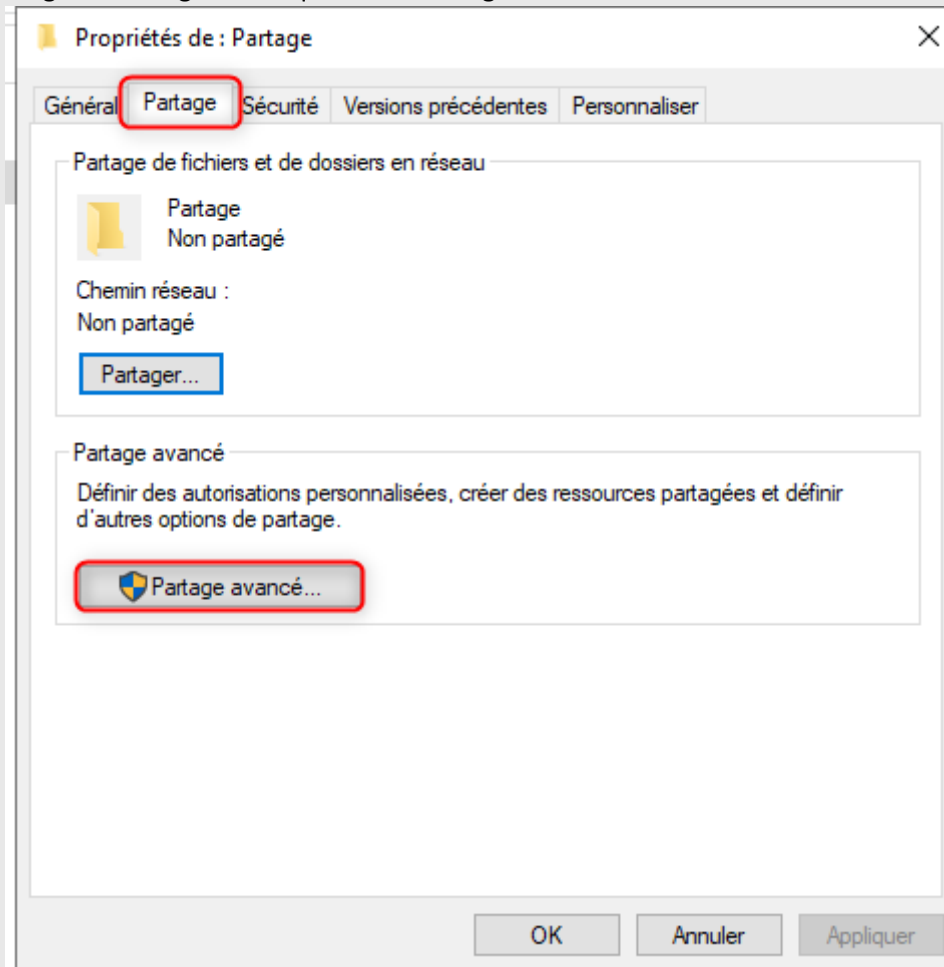 Propriétés de : Partage
Général Partage Sécurité Versions précédentes Personnaliser
Partage de fichiers et de dossiers en réseau
Partage
Non partagé
Chemin réseau :
Non partagé
Partager...
Partage avancé
Définir des autorisations personnalisées, créer des ressources partagées et définir
d'autres options de partage.
Partage avancé...
OK Annuler Appliquer